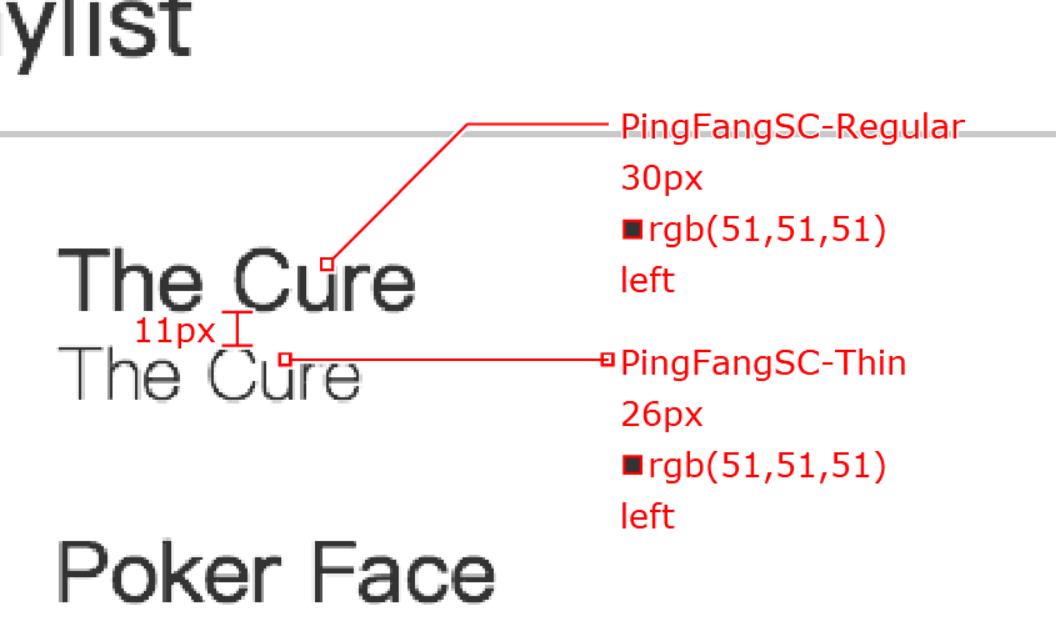 ylist
PingFangSC-Regular
30px
rgb(51,51,51)
left
The Cure
11px
The Cure
PingFangSC-Thin
26px
rgb(51,51,51)
left
Poker Face